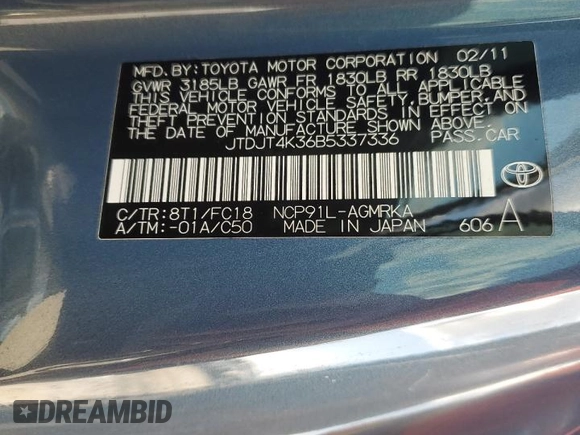 MFD. BY: TOYOTA MOTOR CORPORATION 02/11
GVWR 3185LB GAWR FR 1830LB RR 1830LB
THIS VEHICLE CONFORMS TO ALL APPLICABLE
FEDERAL MOTOR VEHICLE SAFETY, BUMPER, AND
THEFT PREVENTION STANDARDS IN EFFECT ON
THE DATE OF MANUFACTURE SHOWN ABOVE.
JTDJT4K36B5337336 PASS. CAR
C/TR: 8T1/FC18 NCP91L-AGMRKA
A/TM: -01A/C50 MADE IN JAPAN 606 A
DREAMBID